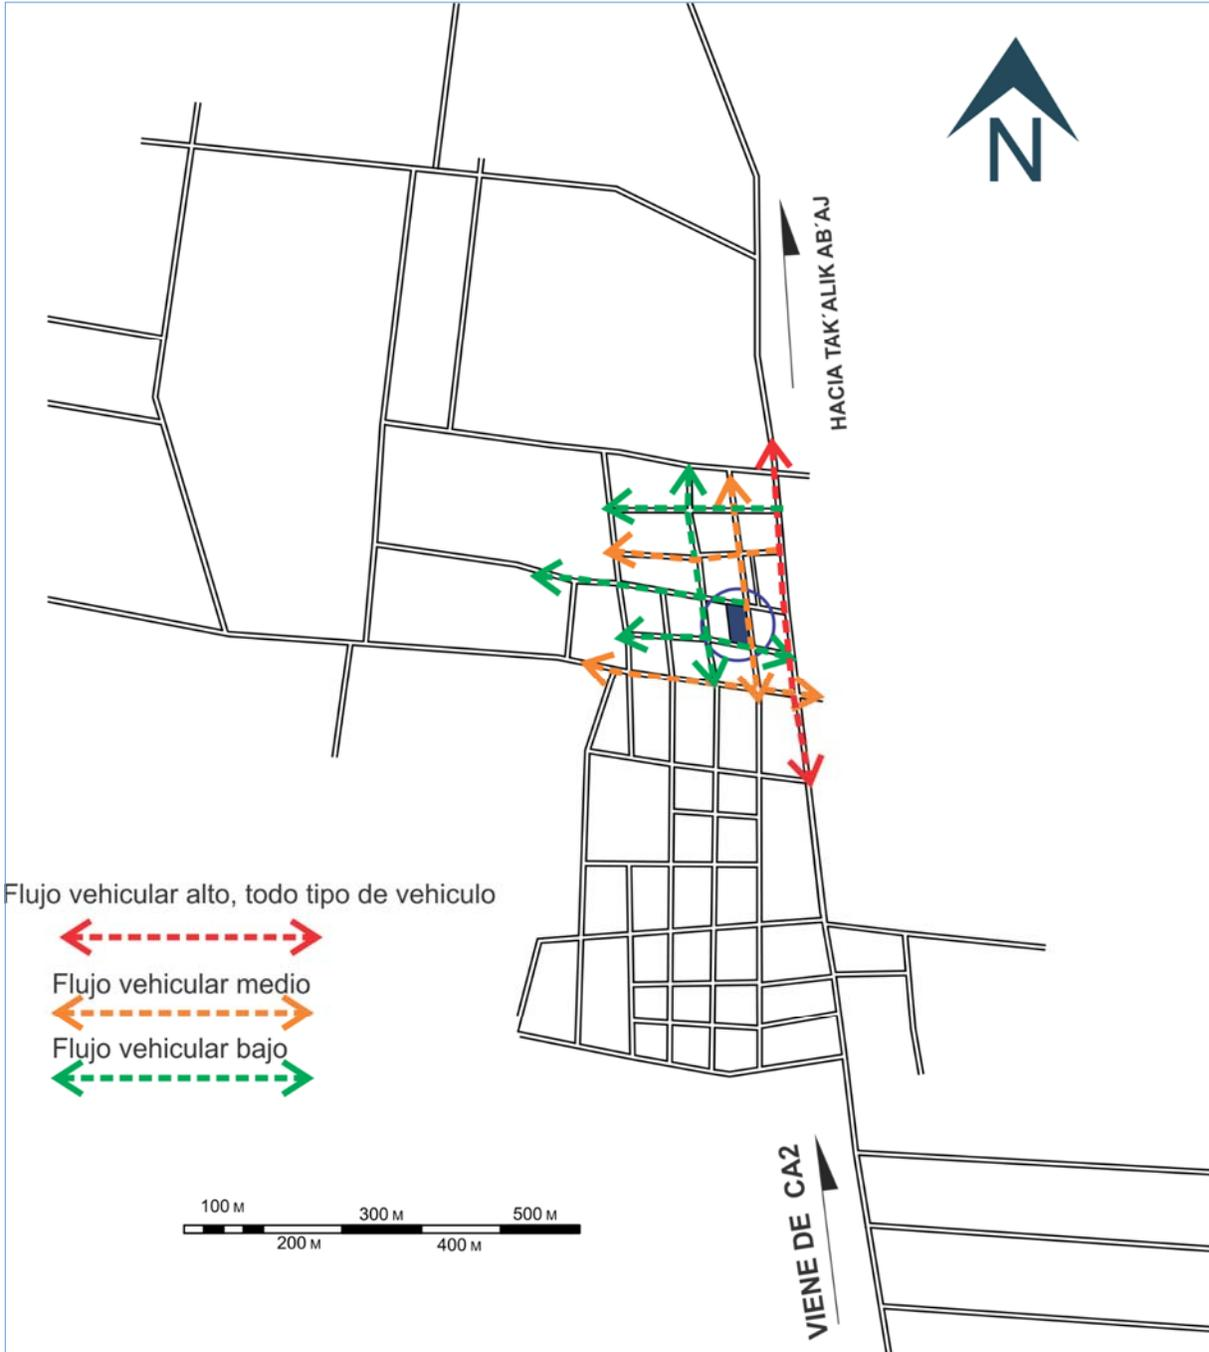 N
HACIA TAK´ALIK AB´AJ
Flujo vehicular alto, todo tipo de vehiculo
Flujo vehicular medio
Flujo vehicular bajo
100 M
300 M
500 M
200 M
400 M
VIENE DE CA2